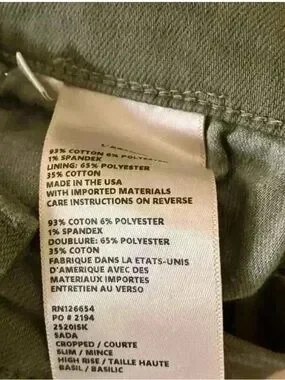 93% COTTON 6% POLYESTER
1% SPANDEX
LINING: 65% POLYESTER
35% COTTON
MADE IN THE USA
WITH IMPORTED MATERIALS
CARE INSTRUCTIONS ON REVERSE
93% COTON 6% POLYESTER
1% SPANDEX
DOUBLURE: 65% POLYESTER
35% COTON
FABRIQUE DANS LA ETATS-UNIS
D'AMERIQUE AVEC DES
MATERIAUX IMPORTES
ENTRETIEN AU VERSO
RN126654
PO # 2194
2520ISK
SADA
CROPPED / COURTE
SLIM / MINCE
HIGH RISE / TAILLE HAUTE
BASIL / BASILIC